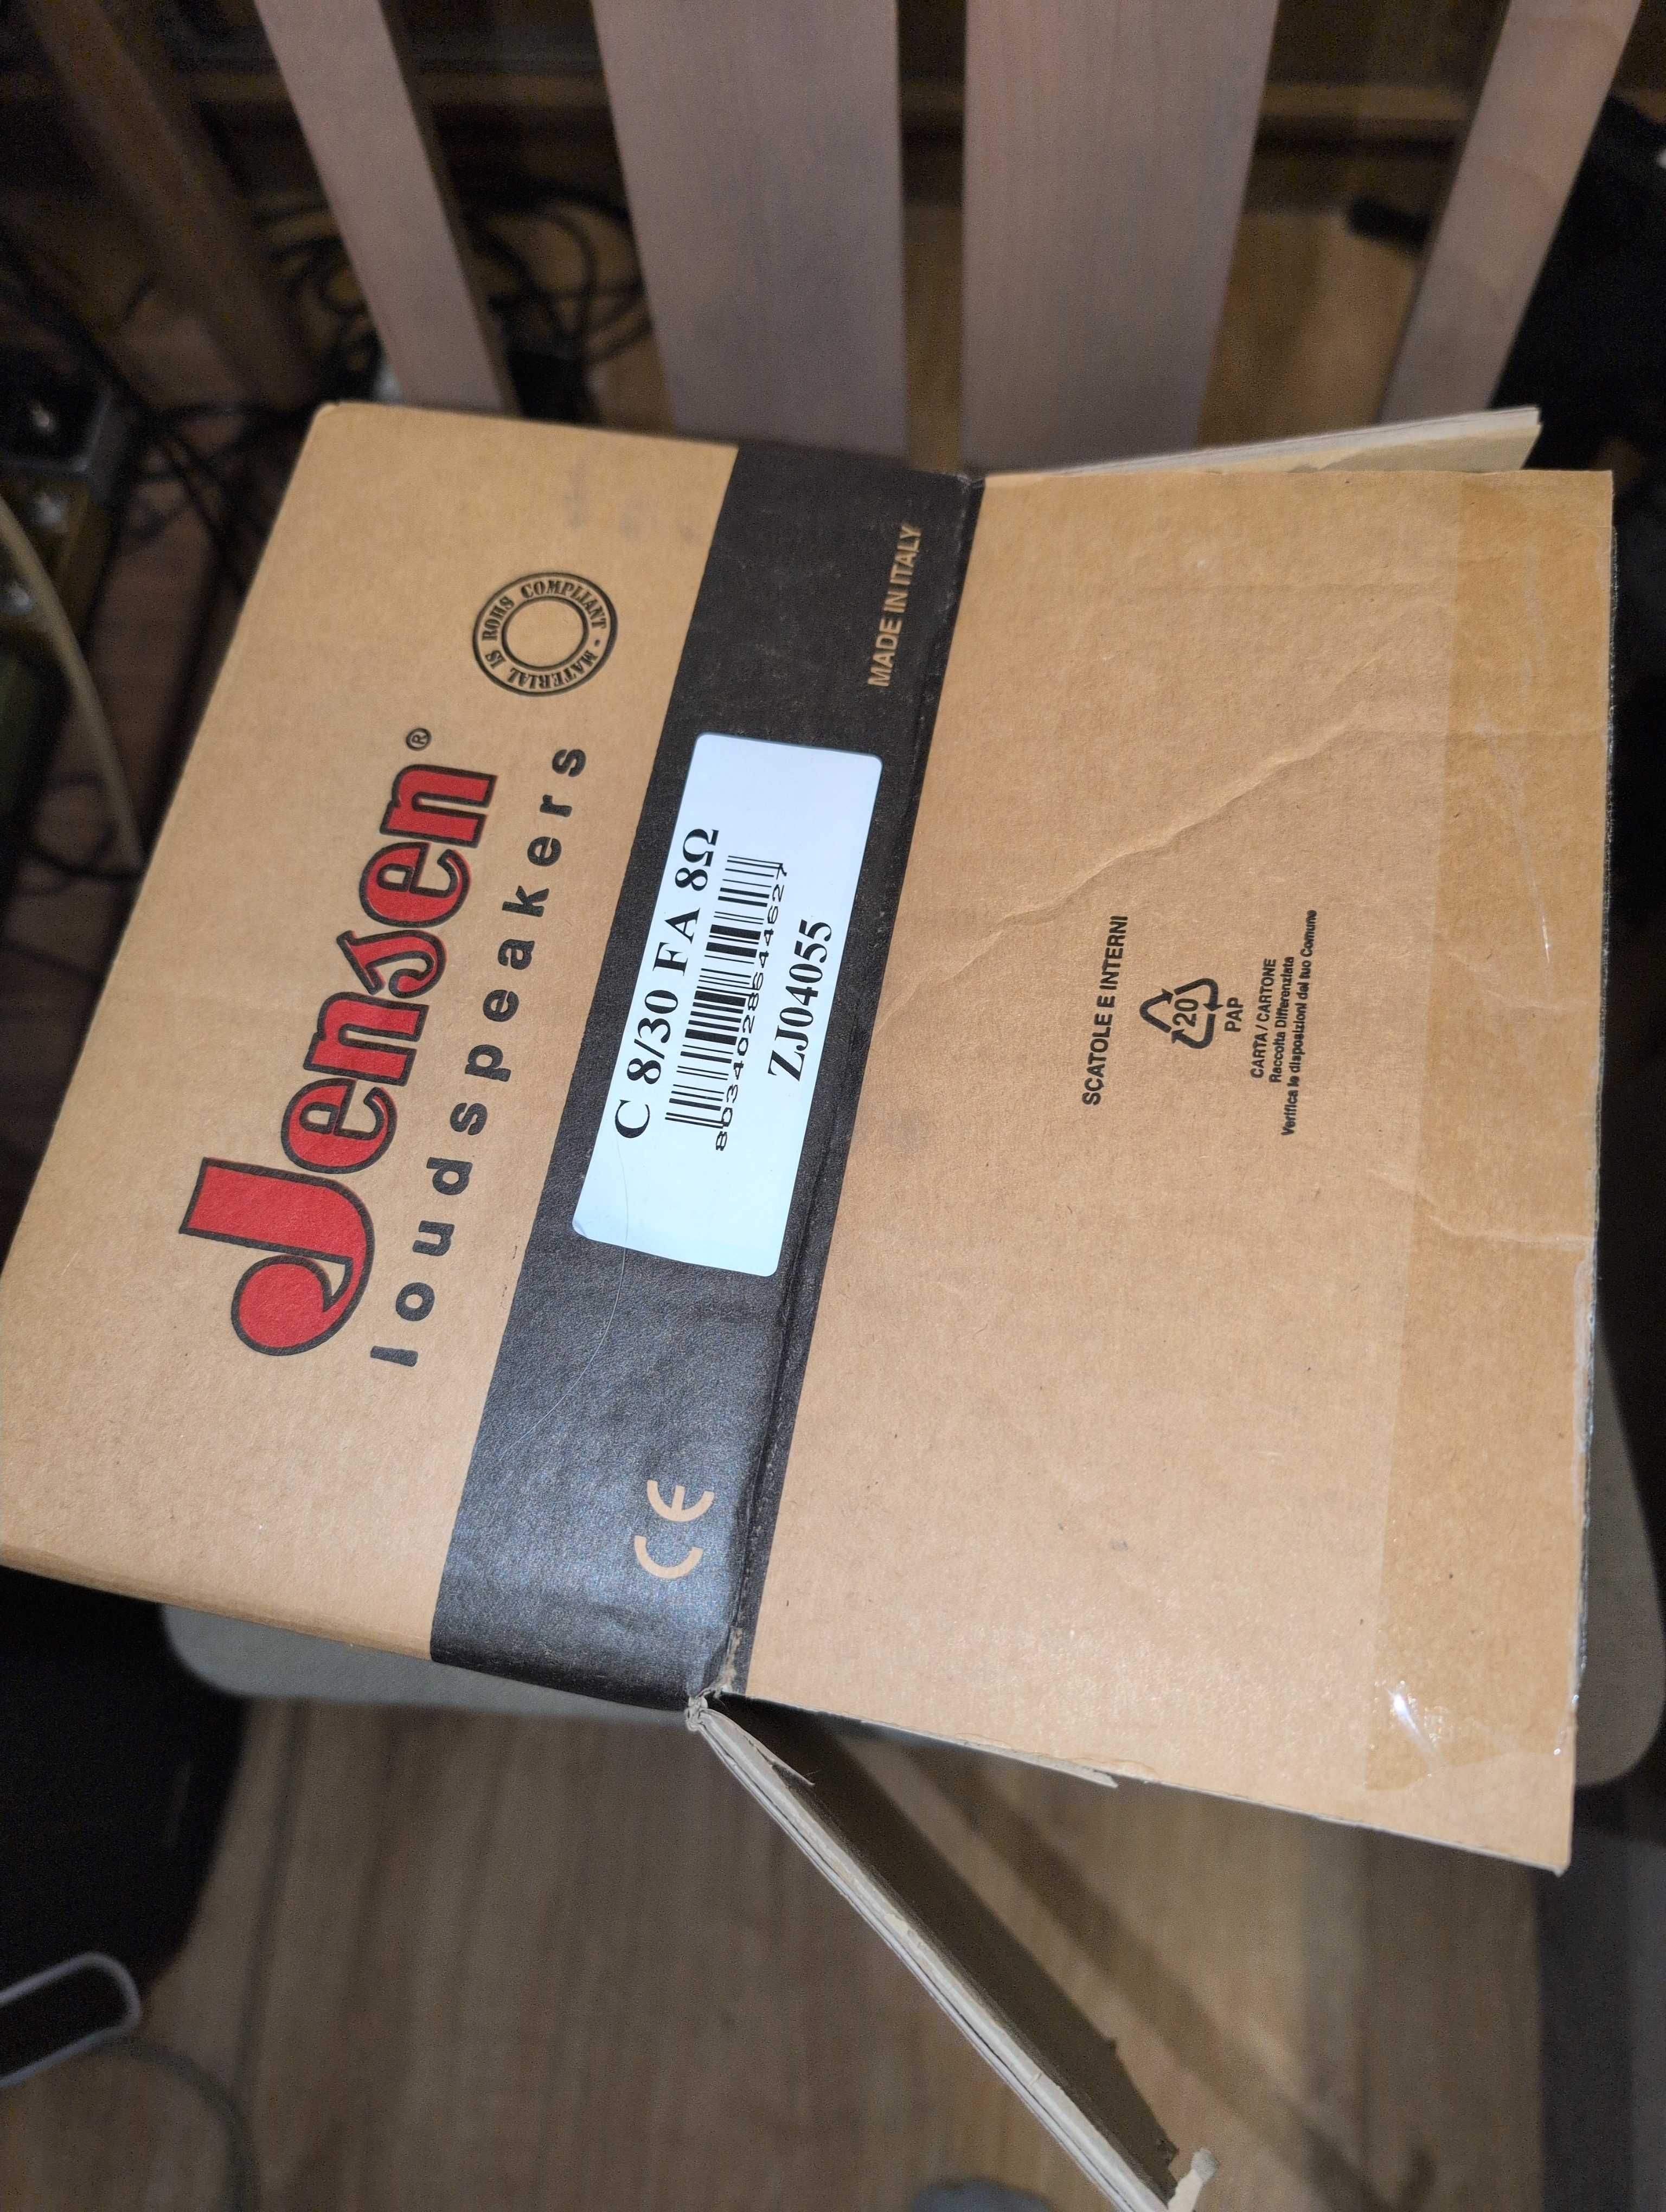 Jensen®
loudspeakers
MATERIAL IS ROHS COMPLIANT •
C 8/30 FA 8Ω
8034028644627
ZJ04055
CE
MADE IN ITALY
SCATOLE E INTERNI
20
PAP
CARTA / CARTONE
Raccolta Differenziata
Verifica le disposizioni del tuo Comune